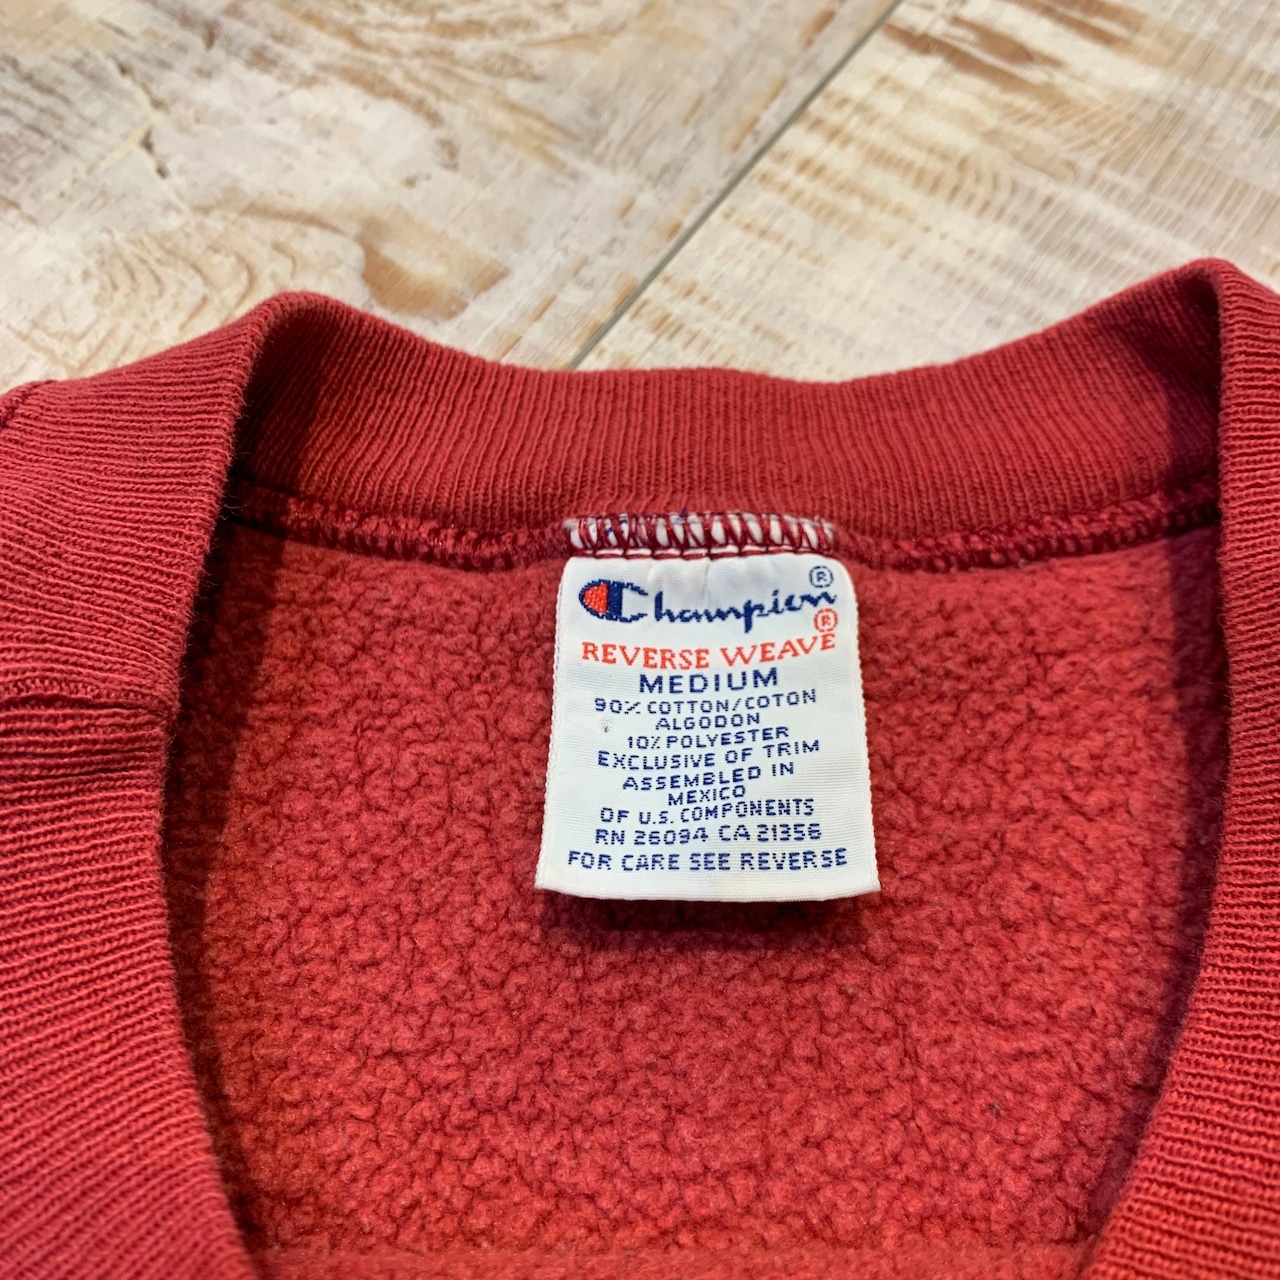 Champion®
REVERSE WEAVE®
MEDIUM
90% COTTON/COTON
ALGODON
10% POLYESTER
EXCLUSIVE OF TRIM
ASSEMBLED IN
MEXICO
OF U.S. COMPONENTS
RN 26094 CA 21356
FOR CARE SEE REVERSE